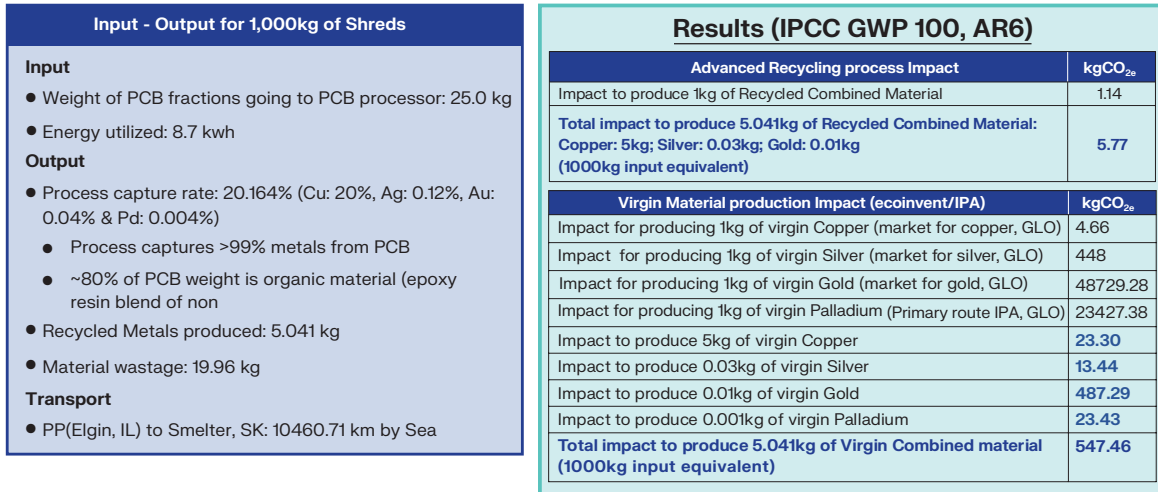 Input - Output for 1,000kg of Shreds
Input
● Weight of PCB fractions going to PCB processor: 25.0 kg
● Energy utilized: 8.7 kwh
Output
● Process capture rate: 20.164% (Cu: 20%, Ag: 0.12%, Au:
0.04% & Pd: 0.004%)
● Process captures >99% metals from PCB
● ~80% of PCB weight is organic material (epoxy
resin blend of non
● Recycled Metals produced: 5.041 kg
● Material wastage: 19.96 kg
Transport
● PP(Elgin, IL) to Smelter, SK: 10460.71 km by Sea
Results (IPCC GWP 100, AR6)
Advanced Recycling process Impact kgCO2e
Impact to produce 1kg of Recycled Combined Material 1.14
Total impact to produce 5.041kg of Recycled Combined Material:
Copper: 5kg; Silver: 0.03kg; Gold: 0.01kg 5.77
(1000kg input equivalent)
Virgin Material production Impact (ecoinvent/IPA) kgCO2e
Impact for producing 1kg of virgin Copper (market for copper, GLO) 4.66
Impact for producing 1kg of virgin Silver (market for silver, GLO) 448
Impact for producing 1kg of virgin Gold (market for gold, GLO) 48729.28
Impact for producing 1kg of virgin Palladium (Primary route IPA, GLO) 23427.38
Impact to produce 5kg of virgin Copper 23.30
Impact to produce 0.03kg of virgin Silver 13.44
Impact to produce 0.01kg of virgin Gold 487.29
Impact to produce 0.001kg of virgin Palladium 23.43
Total impact to produce 5.041kg of Virgin Combined material 547.46
(1000kg input equivalent)